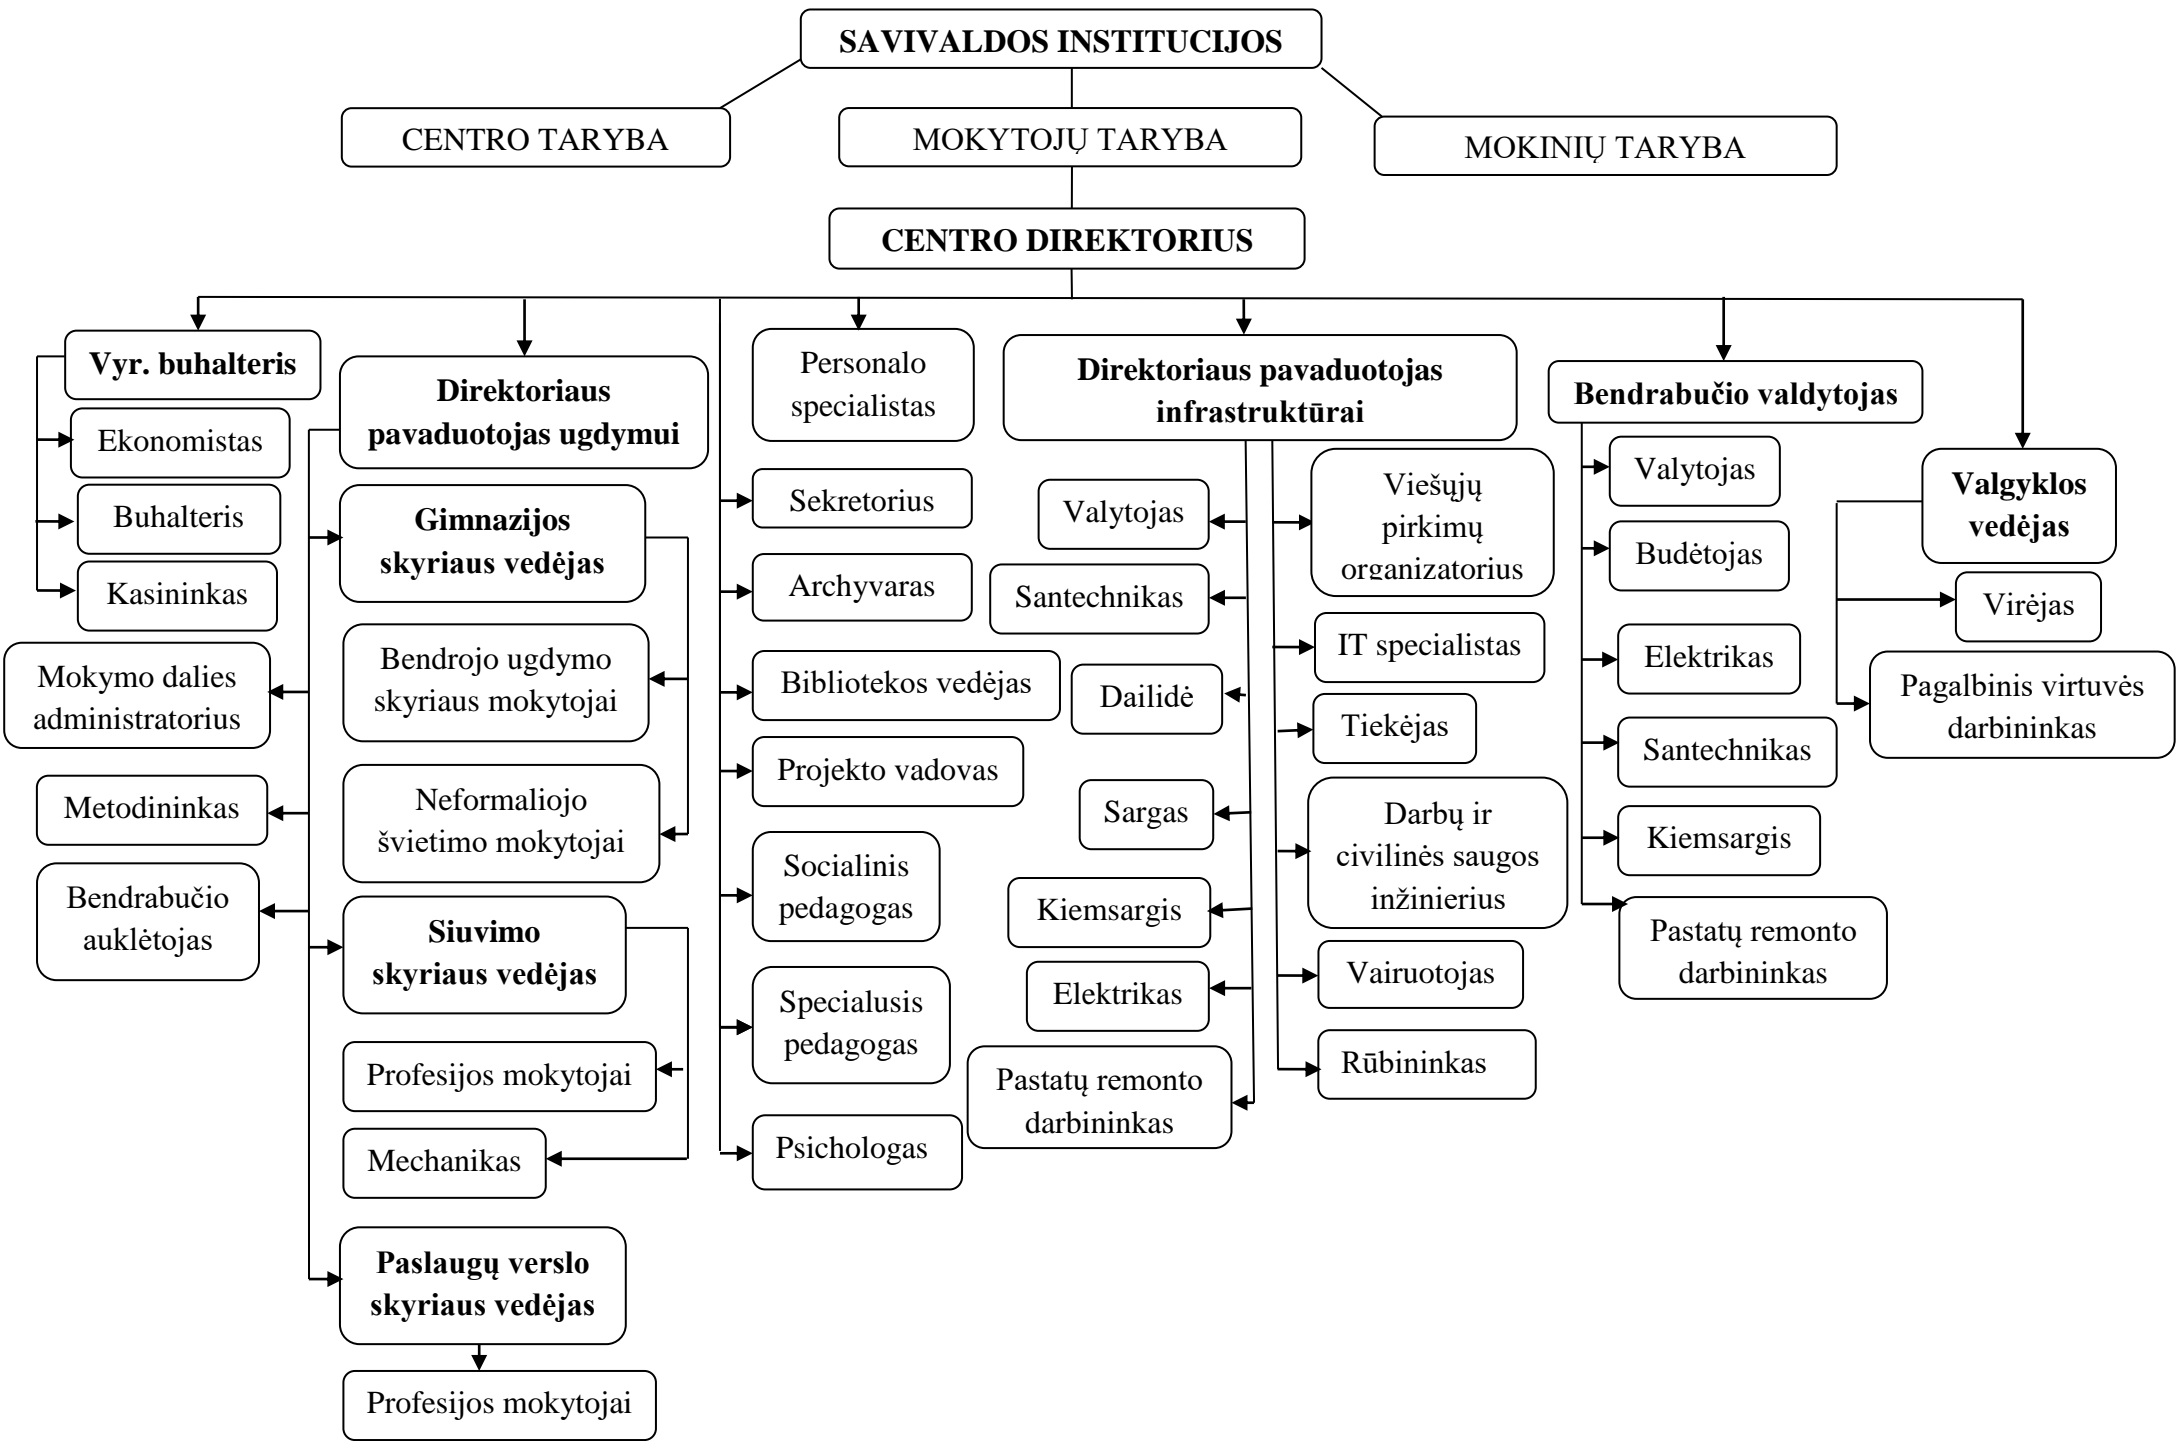 SAVIVALDOS INSTITUCIJOS
CENTRO TARYBA
MOKYTOJŲ TARYBA
MOKINIŲ TARYBA
CENTRO DIREKTORIUS
Vyr. buhalteris
Ekonomistas
Buhalteris
Kasininkas
Direktoriaus
pavaduotojas ugdymui
Mokymo dalies
administratorius
Metodininkas
Bendrabučio
auklėtojas
Gimnazijos
skyriaus vedėjas
Bendrojo ugdymo
skyriaus mokytojai
Neformaliojo
švietimo mokytojai
Siuvimo
skyriaus vedėjas
Profesijos mokytojai
Mechanikas
Paslaugų verslo
skyriaus vedėjas
Profesijos mokytojai
Personalo
specialistas
Sekretorius
Archyvaras
Bibliotekos vedėjas
Projekto vadovas
Socialinis
pedagogas
Specialusis
pedagogas
Psichologas
Direktoriaus pavaduotojas
infrastruktūrai
Valytojas
Santechnikas
Dailidė
Sargas
Kiemsargis
Elektrikas
Pastatų remonto
darbininkas
Viešųjų
pirkimų
organizatorius
IT specialistas
Tiekėjas
Darbų ir
civilinės saugos
inžinierius
Vairuotojas
Rūbininkas
Bendrabučio valdytojas
Valytojas
Budėtojas
Elektrikas
Santechnikas
Kiemsargis
Pastatų remonto
darbininkas
Valgyklos
vedėjas
Virėjas
Pagalbinis virtuvės
darbininkas